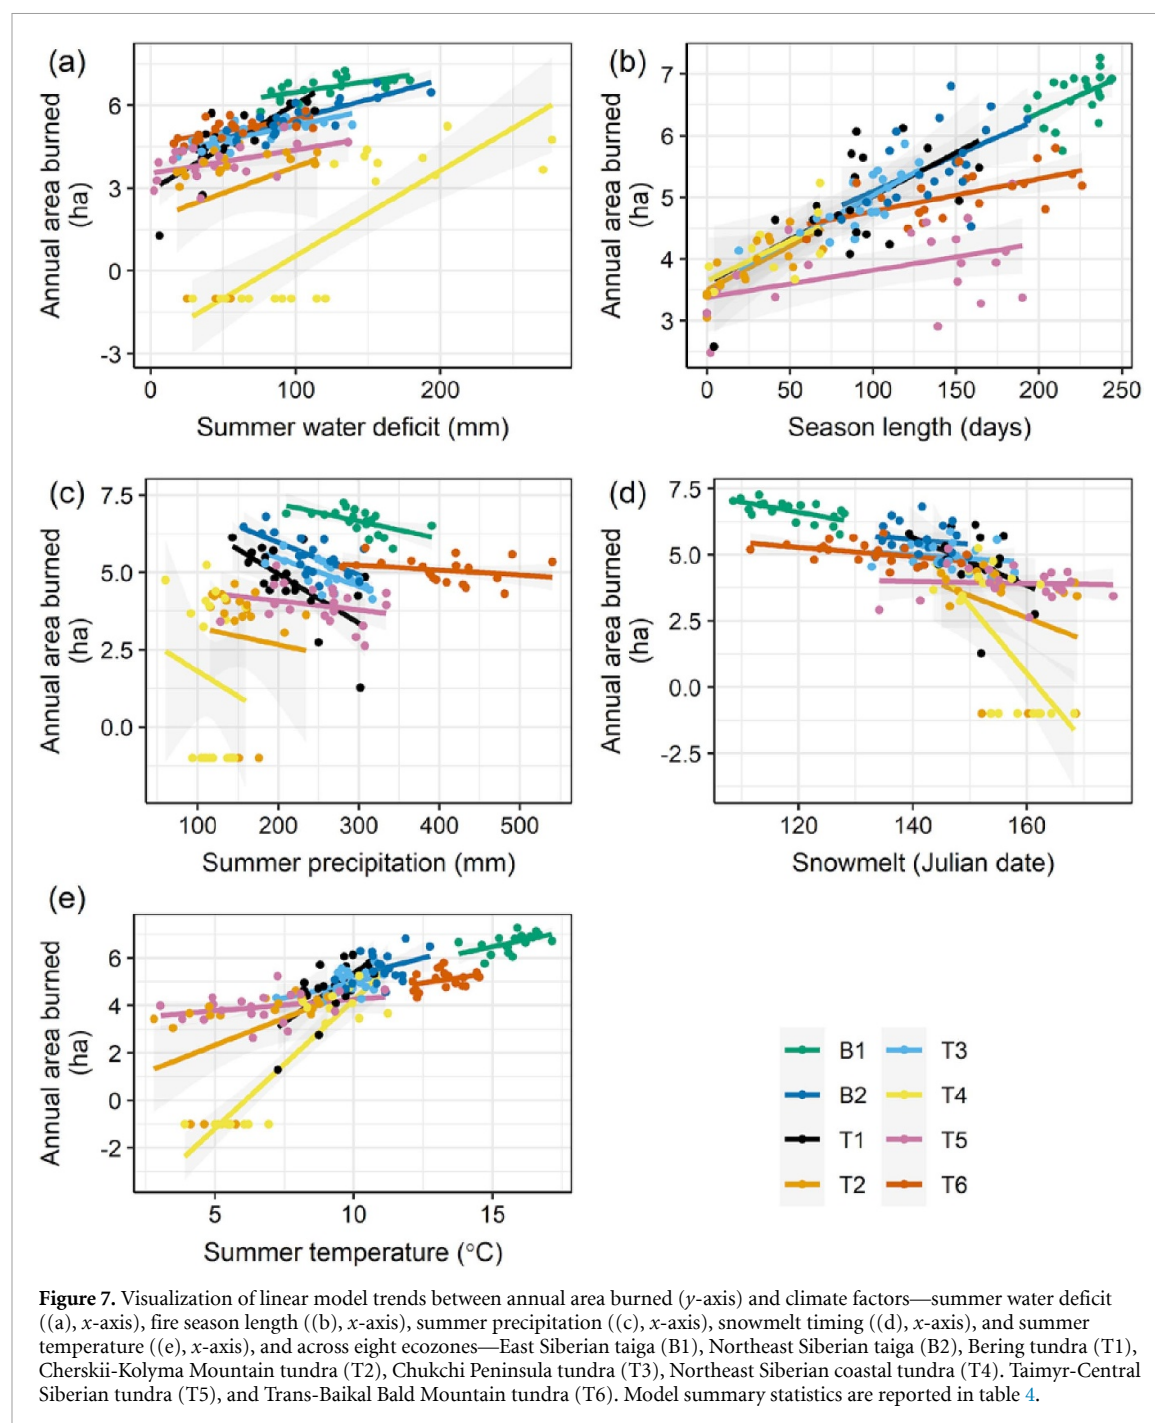 (a)
Annual area burned
(ha)
6
3
0
-3
0 100 200
Summer water deficit (mm)
(b)
Annual area burned
(ha)
7
6
5
4
3
0 50 100 150 200 250
Season length (days)
(c)
Annual area burned
(ha)
7.5
5.0
2.5
0.0
100 200 300 400 500
Summer precipitation (mm)
(d)
Annual area burned
(ha)
7.5
5.0
2.5
0.0
-2.5
120 140 160
Snowmelt (Julian date)
(e)
Annual area burned
(ha)
6
4
2
0
-2
5 10 15
Summer temperature (°C)
B1 T3
B2 T4
T1 T5
T2 T6
Figure 7. Visualization of linear model trends between annual area burned (y-axis) and climate factors—summer water deficit
((a), x-axis), fire season length ((b), x-axis), summer precipitation ((c), x-axis), snowmelt timing ((d), x-axis), and summer
temperature ((e), x-axis), and across eight ecozones—East Siberian taiga (B1), Northeast Siberian taiga (B2), Bering tundra (T1),
Cherskii-Kolyma Mountain tundra (T2), Chukchi Peninsula tundra (T3), Northeast Siberian coastal tundra (T4). Taimyr-Central
Siberian tundra (T5), and Trans-Baikal Bald Mountain tundra (T6). Model summary statistics are reported in table 4.